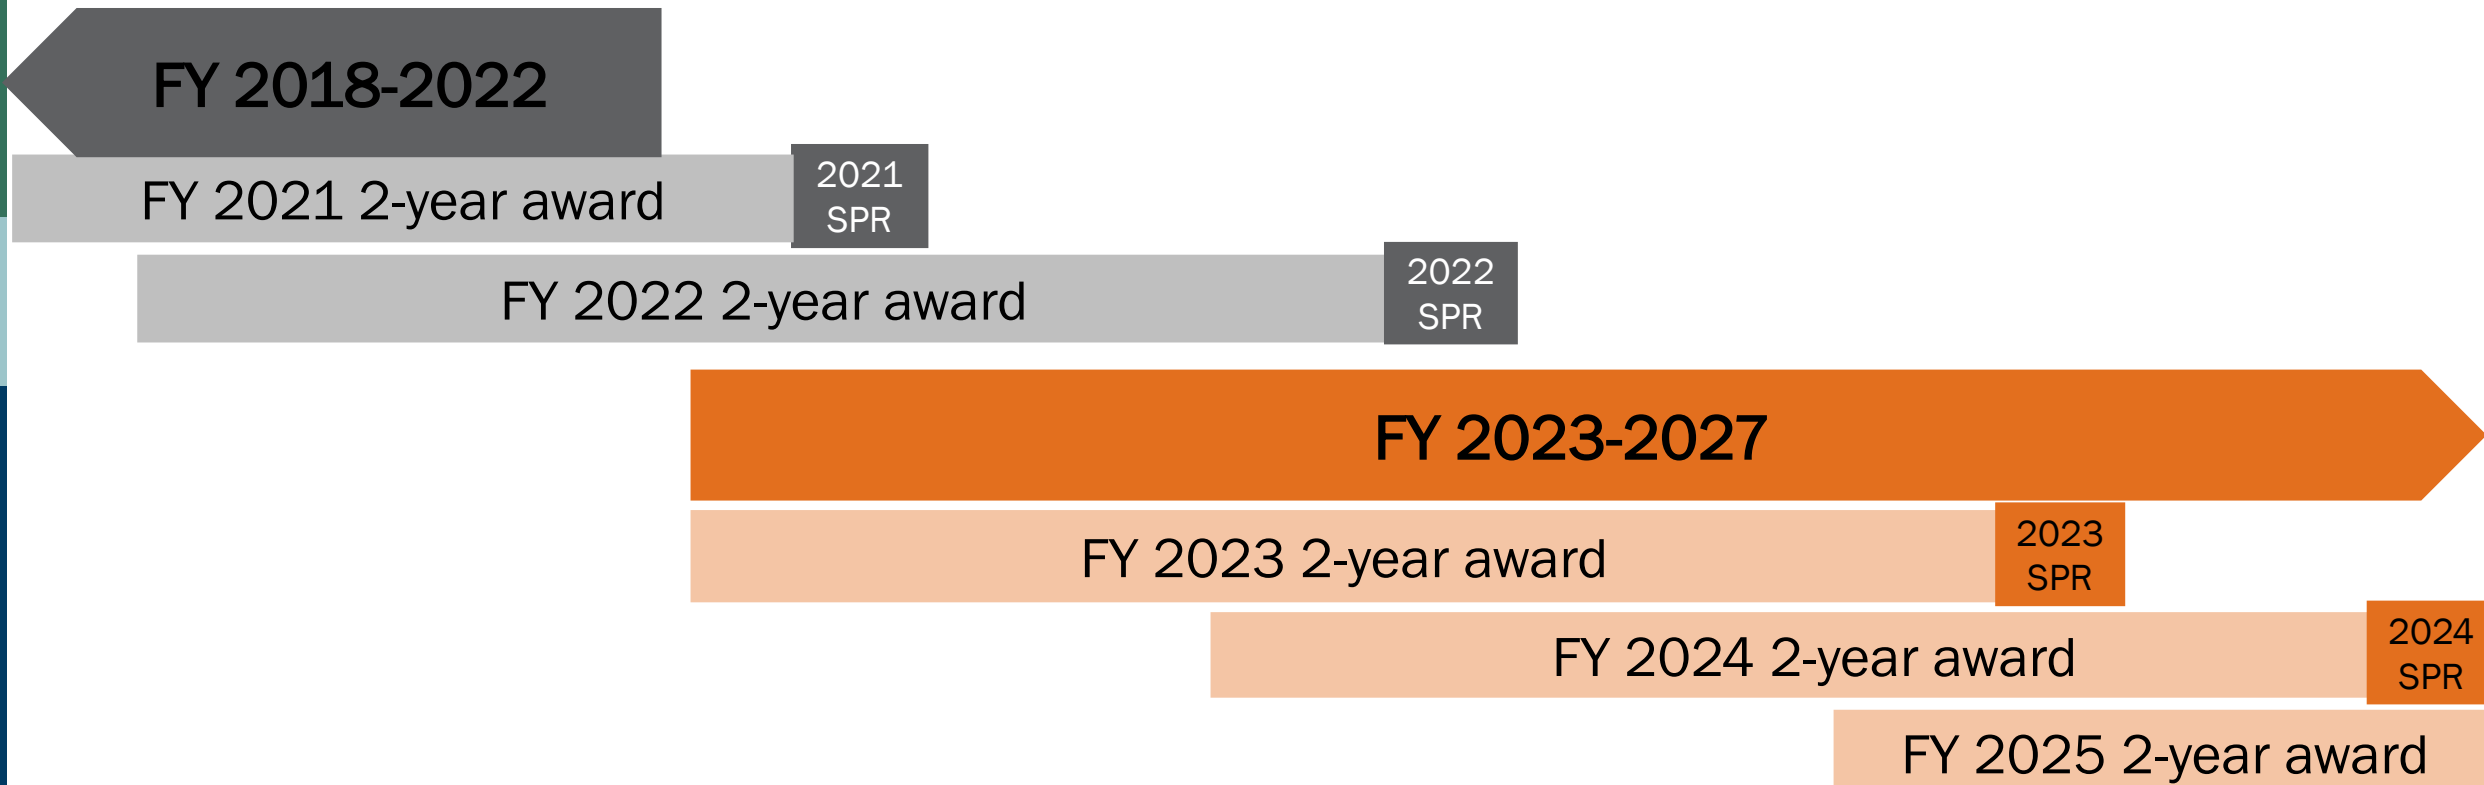 FY 2018-2022
FY 2021 2-year award
2021
SPR
FY 2022 2-year award
2022
SPR
FY 2023-2027
FY 2023 2-year award
2023
SPR
FY 2024 2-year award
2024
SPR
FY 2025 2-year award